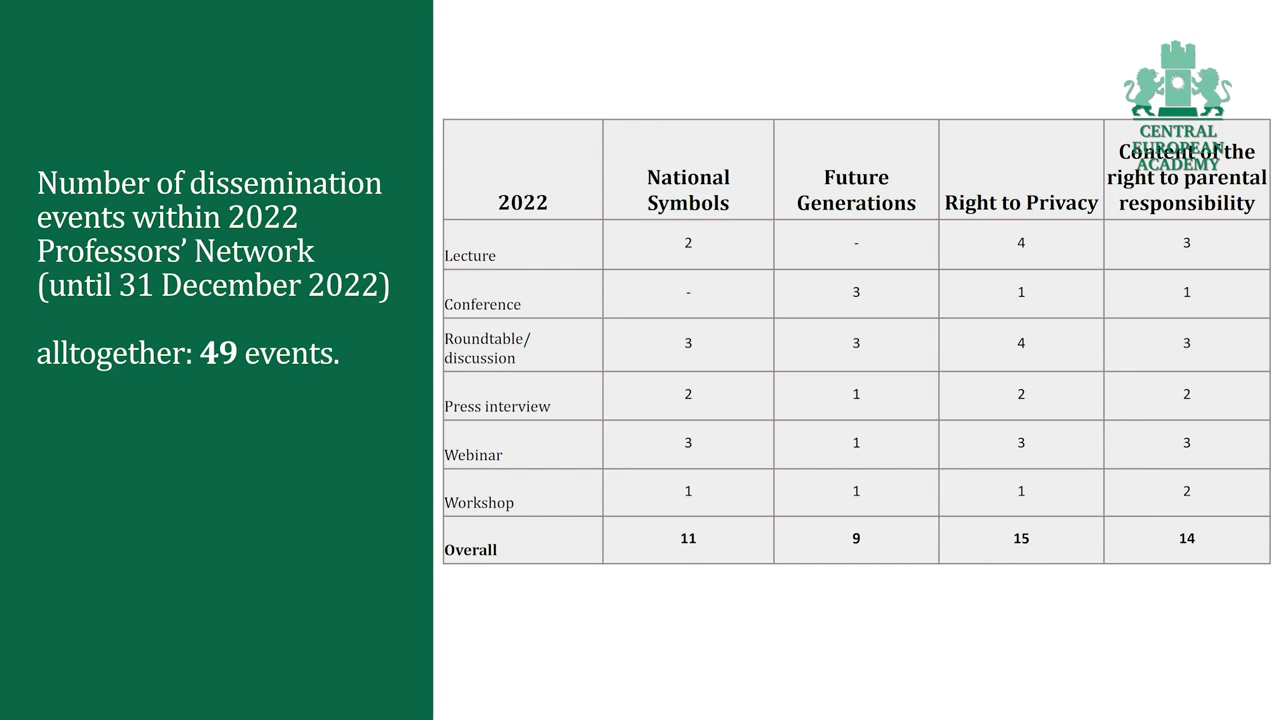 Number of dissemination
events within 2022
Professors’ Network
(until 31 December 2022)
alltogether: 49 events.
CENTRAL
EUROPEAN
ACADEMY
2022
National
Symbols
Future
Generations
Right to Privacy
Content of the
right to parental
responsibility
Lecture 2 - 4 3
Conference - 3 1 1
Roundtable/
discussion 3 3 4 3
Press interview 2 1 2 2
Webinar 3 1 3 3
Workshop 1 1 1 2
Overall 11 9 15 14